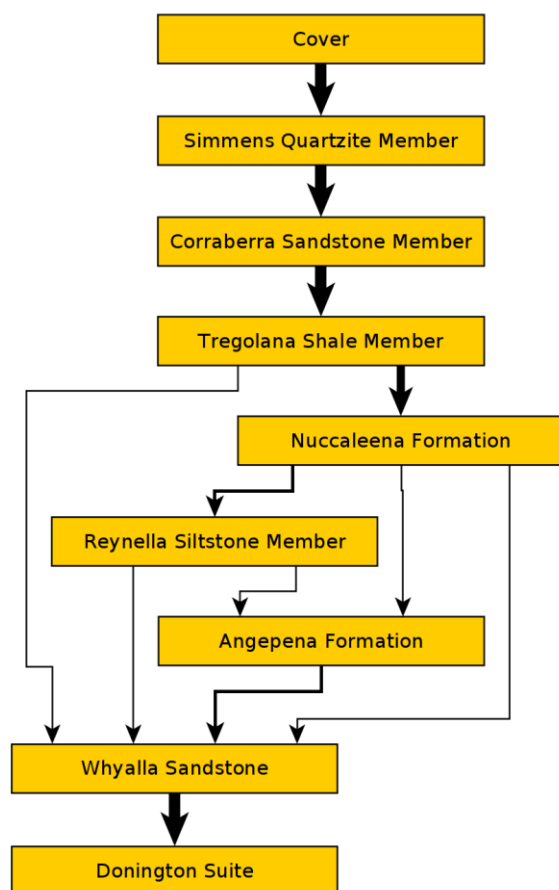 Cover
Simmens Quartzite Member
Corraberra Sandstone Member
Tregolana Shale Member
Nuccaleena Formation
Reynella Siltstone Member
Angepena Formation
Whyalla Sandstone
Donington Suite